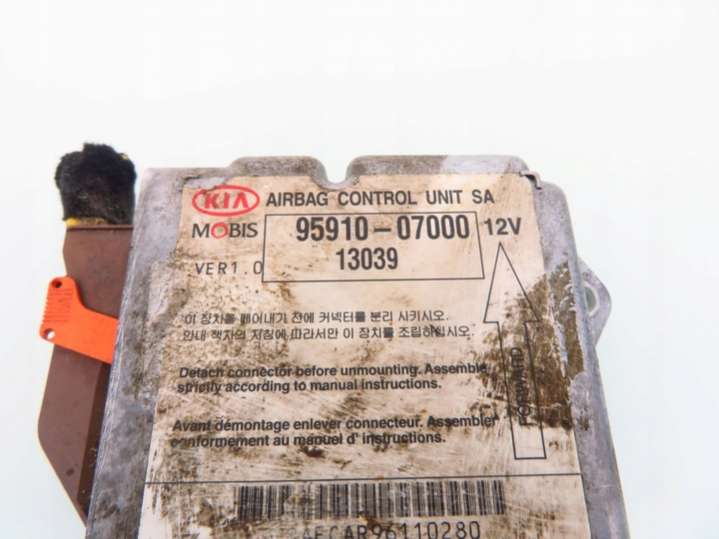 KIA AIRBAG CONTROL UNIT SA
MOBIS 95910-07000 12V
VER1.0 13039
이 장치를 떼어내기 전에 커넥터를 분리 시키시오.
안내 책자의 지침에 따라서만 이 장치를 조립하십시오.
Detach connector before unmounting. Assemble
strictly according to manual instructions.
FORWARD
Avant démontage enlever connecteur. Assembler
conformement au manuel d' instructions.
AECAR96110280